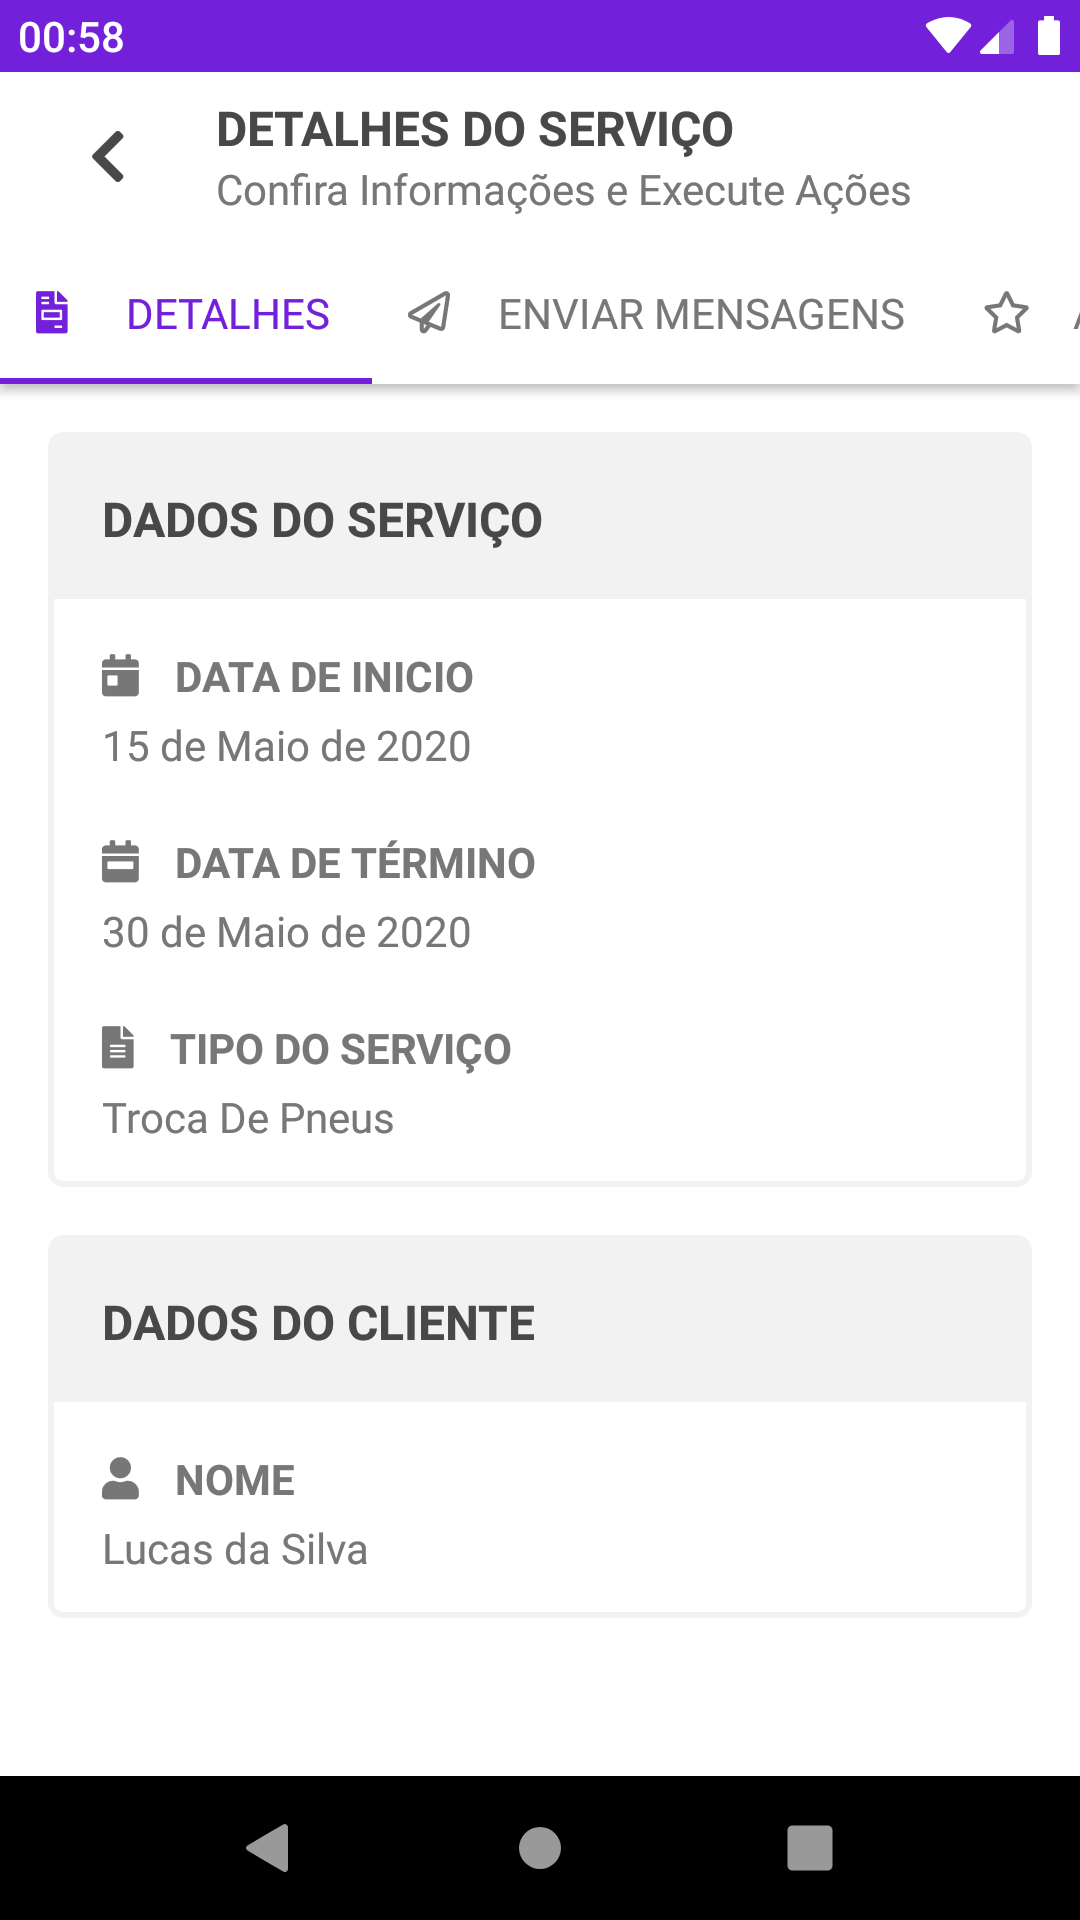 00:58
DETALHES DO SERVIÇO
Confira Informações e Execute Ações
DETALHES
ENVIAR MENSAGENS
DADOS DO SERVIÇO
DATA DE INICIO
15 de Maio de 2020
DATA DE TÉRMINO
30 de Maio de 2020
TIPO DO SERVIÇO
Troca De Pneus
DADOS DO CLIENTE
NOME
Lucas da Silva